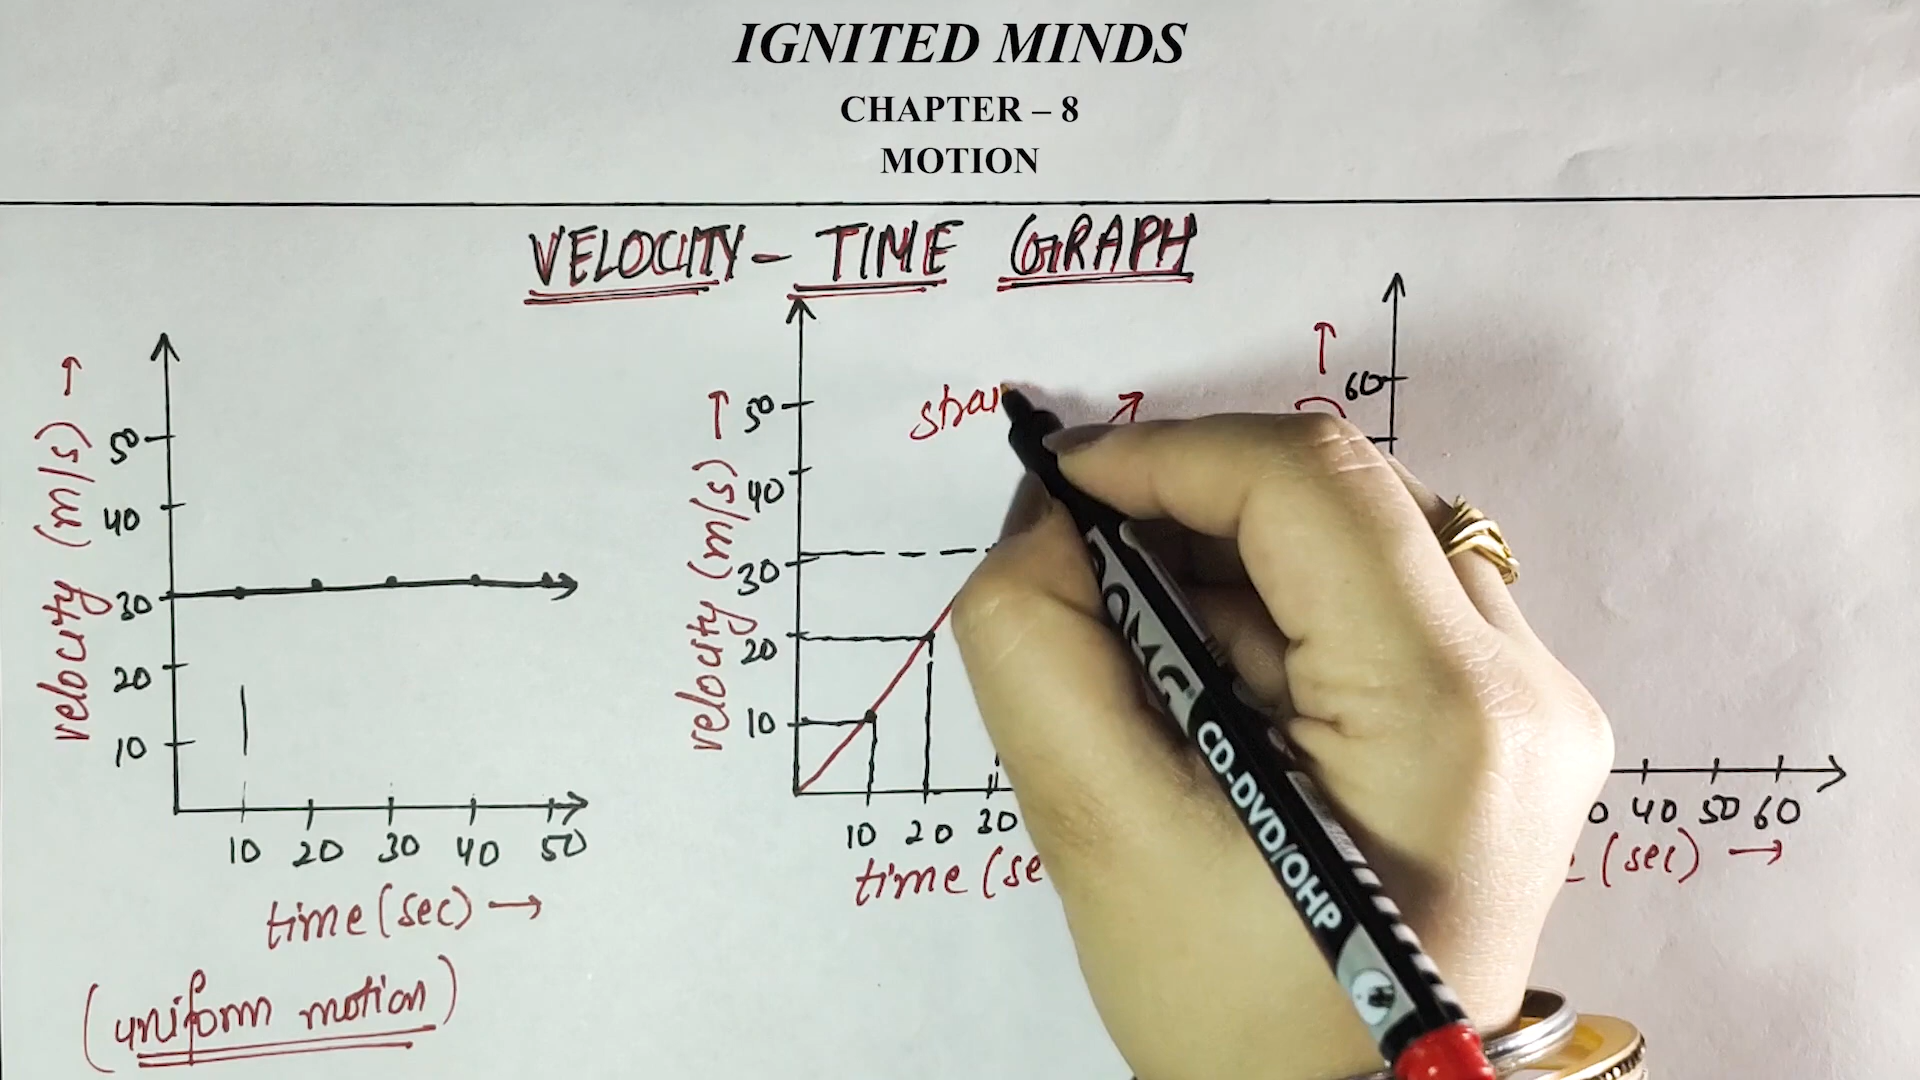 IGNITED MINDS
CHAPTER – 8
MOTION
VELOCITY – TIME GRAPH
velocity (m/s) →
50
40
30
20
10
10 20 30 40 50
time (sec) →
(uniform motion)
velocity (m/s) →
50
40
30
20
10
10 20 30
time (se
strai
60
40 50 60
(sec) →
CD-DVD/OHP